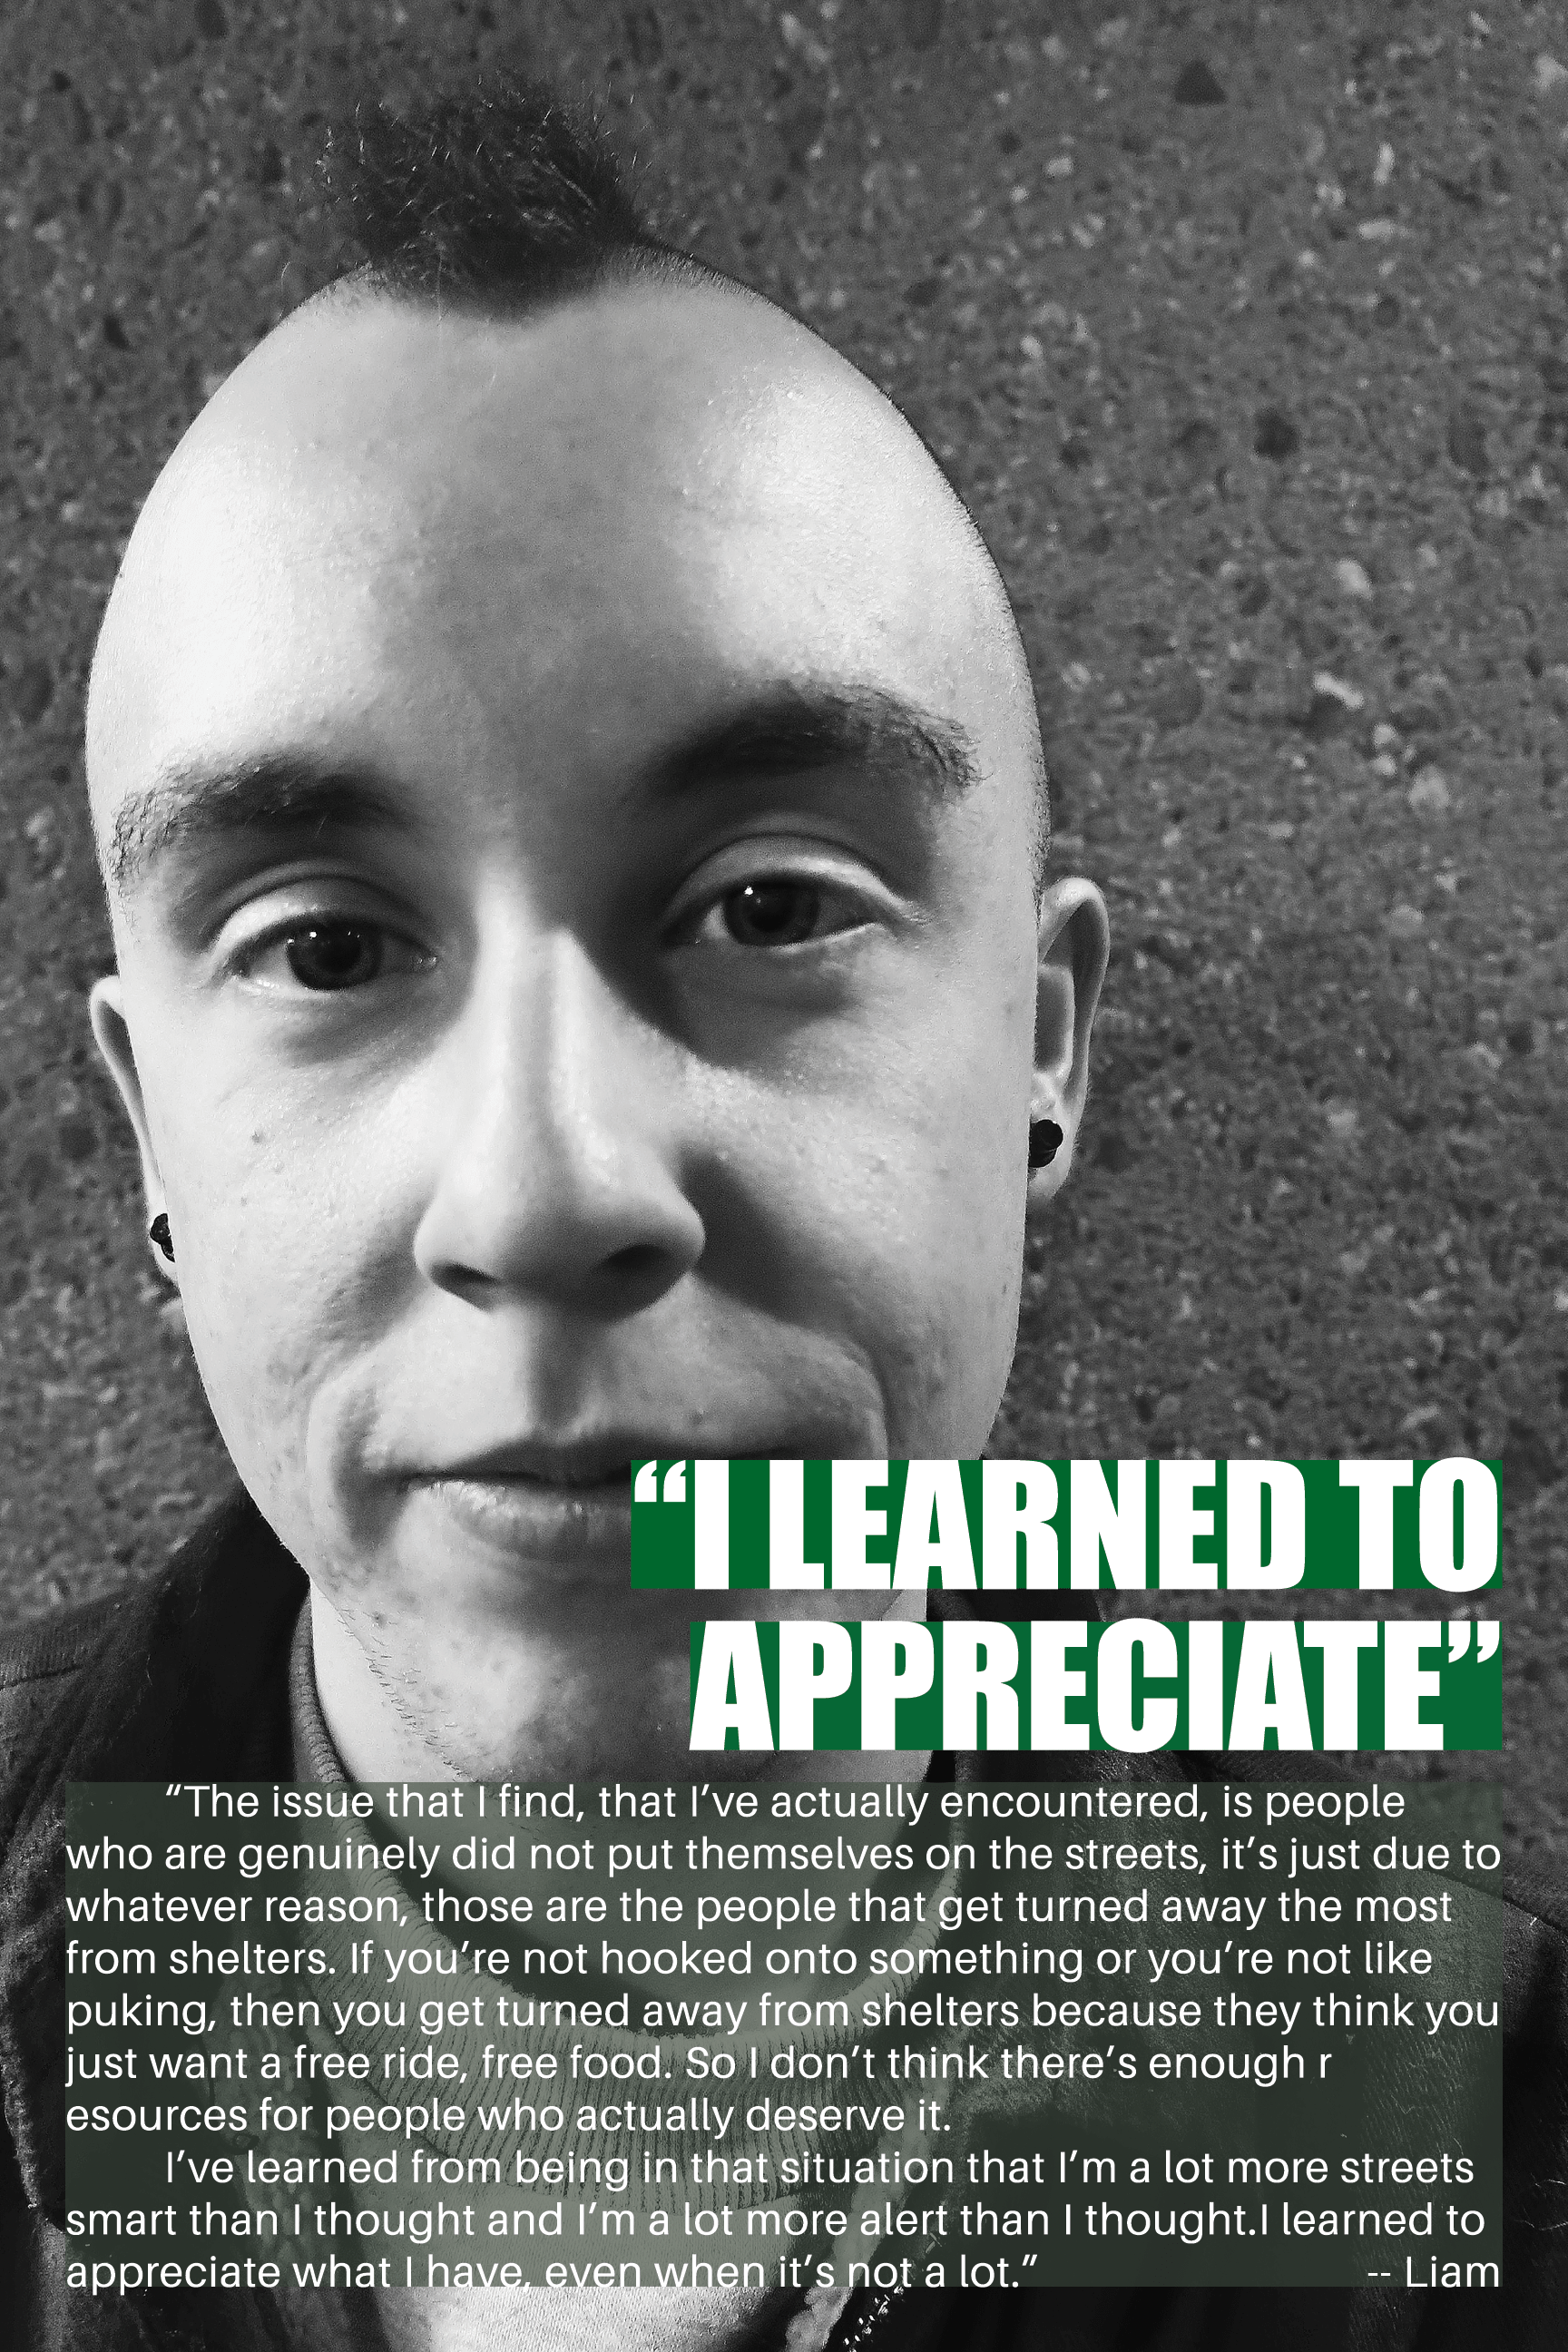 “I LEARNED TO
APPRECIATE”
“The issue that I find, that I’ve actually encountered, is people
who are genuinely did not put themselves on the streets, it’s just due to
whatever reason, those are the people that get turned away the most
from shelters. If you’re not hooked onto something or you’re not like
puking, then you get turned away from shelters because they think you
just want a free ride, free food. So I don’t think there’s enough r
esources for people who actually deserve it.
I’ve learned from being in that situation that I’m a lot more streets
smart than I thought and I’m a lot more alert than I thought.I learned to
appreciate what I have, even when it’s not a lot.” -- Liam